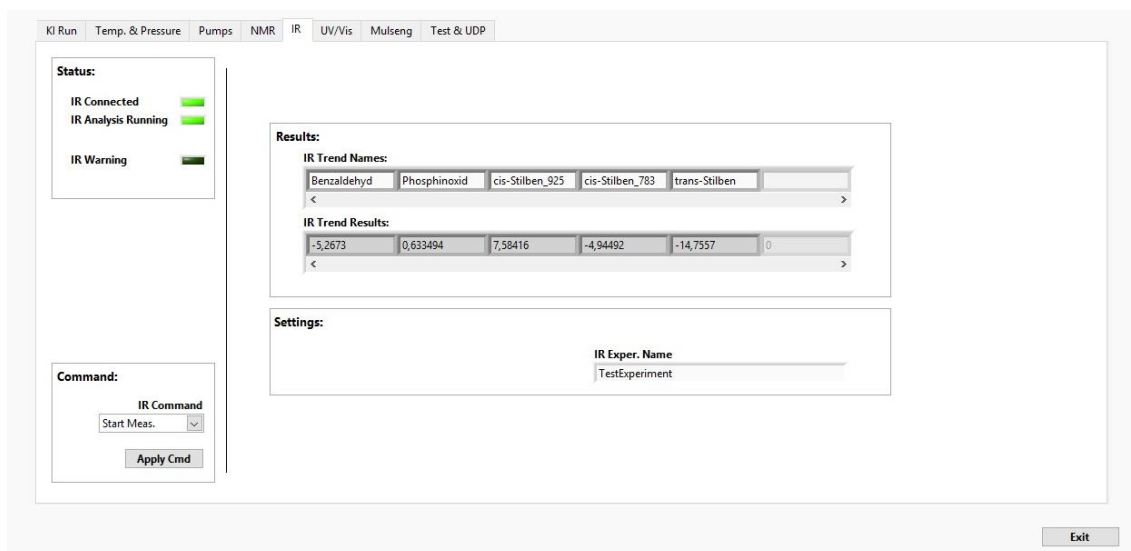 KI Run Temp. & Pressure Pumps NMR IR UV/Vis Mulseng Test & UDP
Status:
IR Connected
IR Analysis Running
IR Warning
Results:
IR Trend Names:
Benzaldehyd Phosphinoxid cis-Stilben_925 cis-Stilben_783 trans-Stilben
IR Trend Results:
-5,2673 0,633494 7,58416 -4,94492 -14,7557 0
Settings:
IR Exper. Name
TestExperiment
Command:
IR Command
Start Meas.
Apply Cmd
Exit